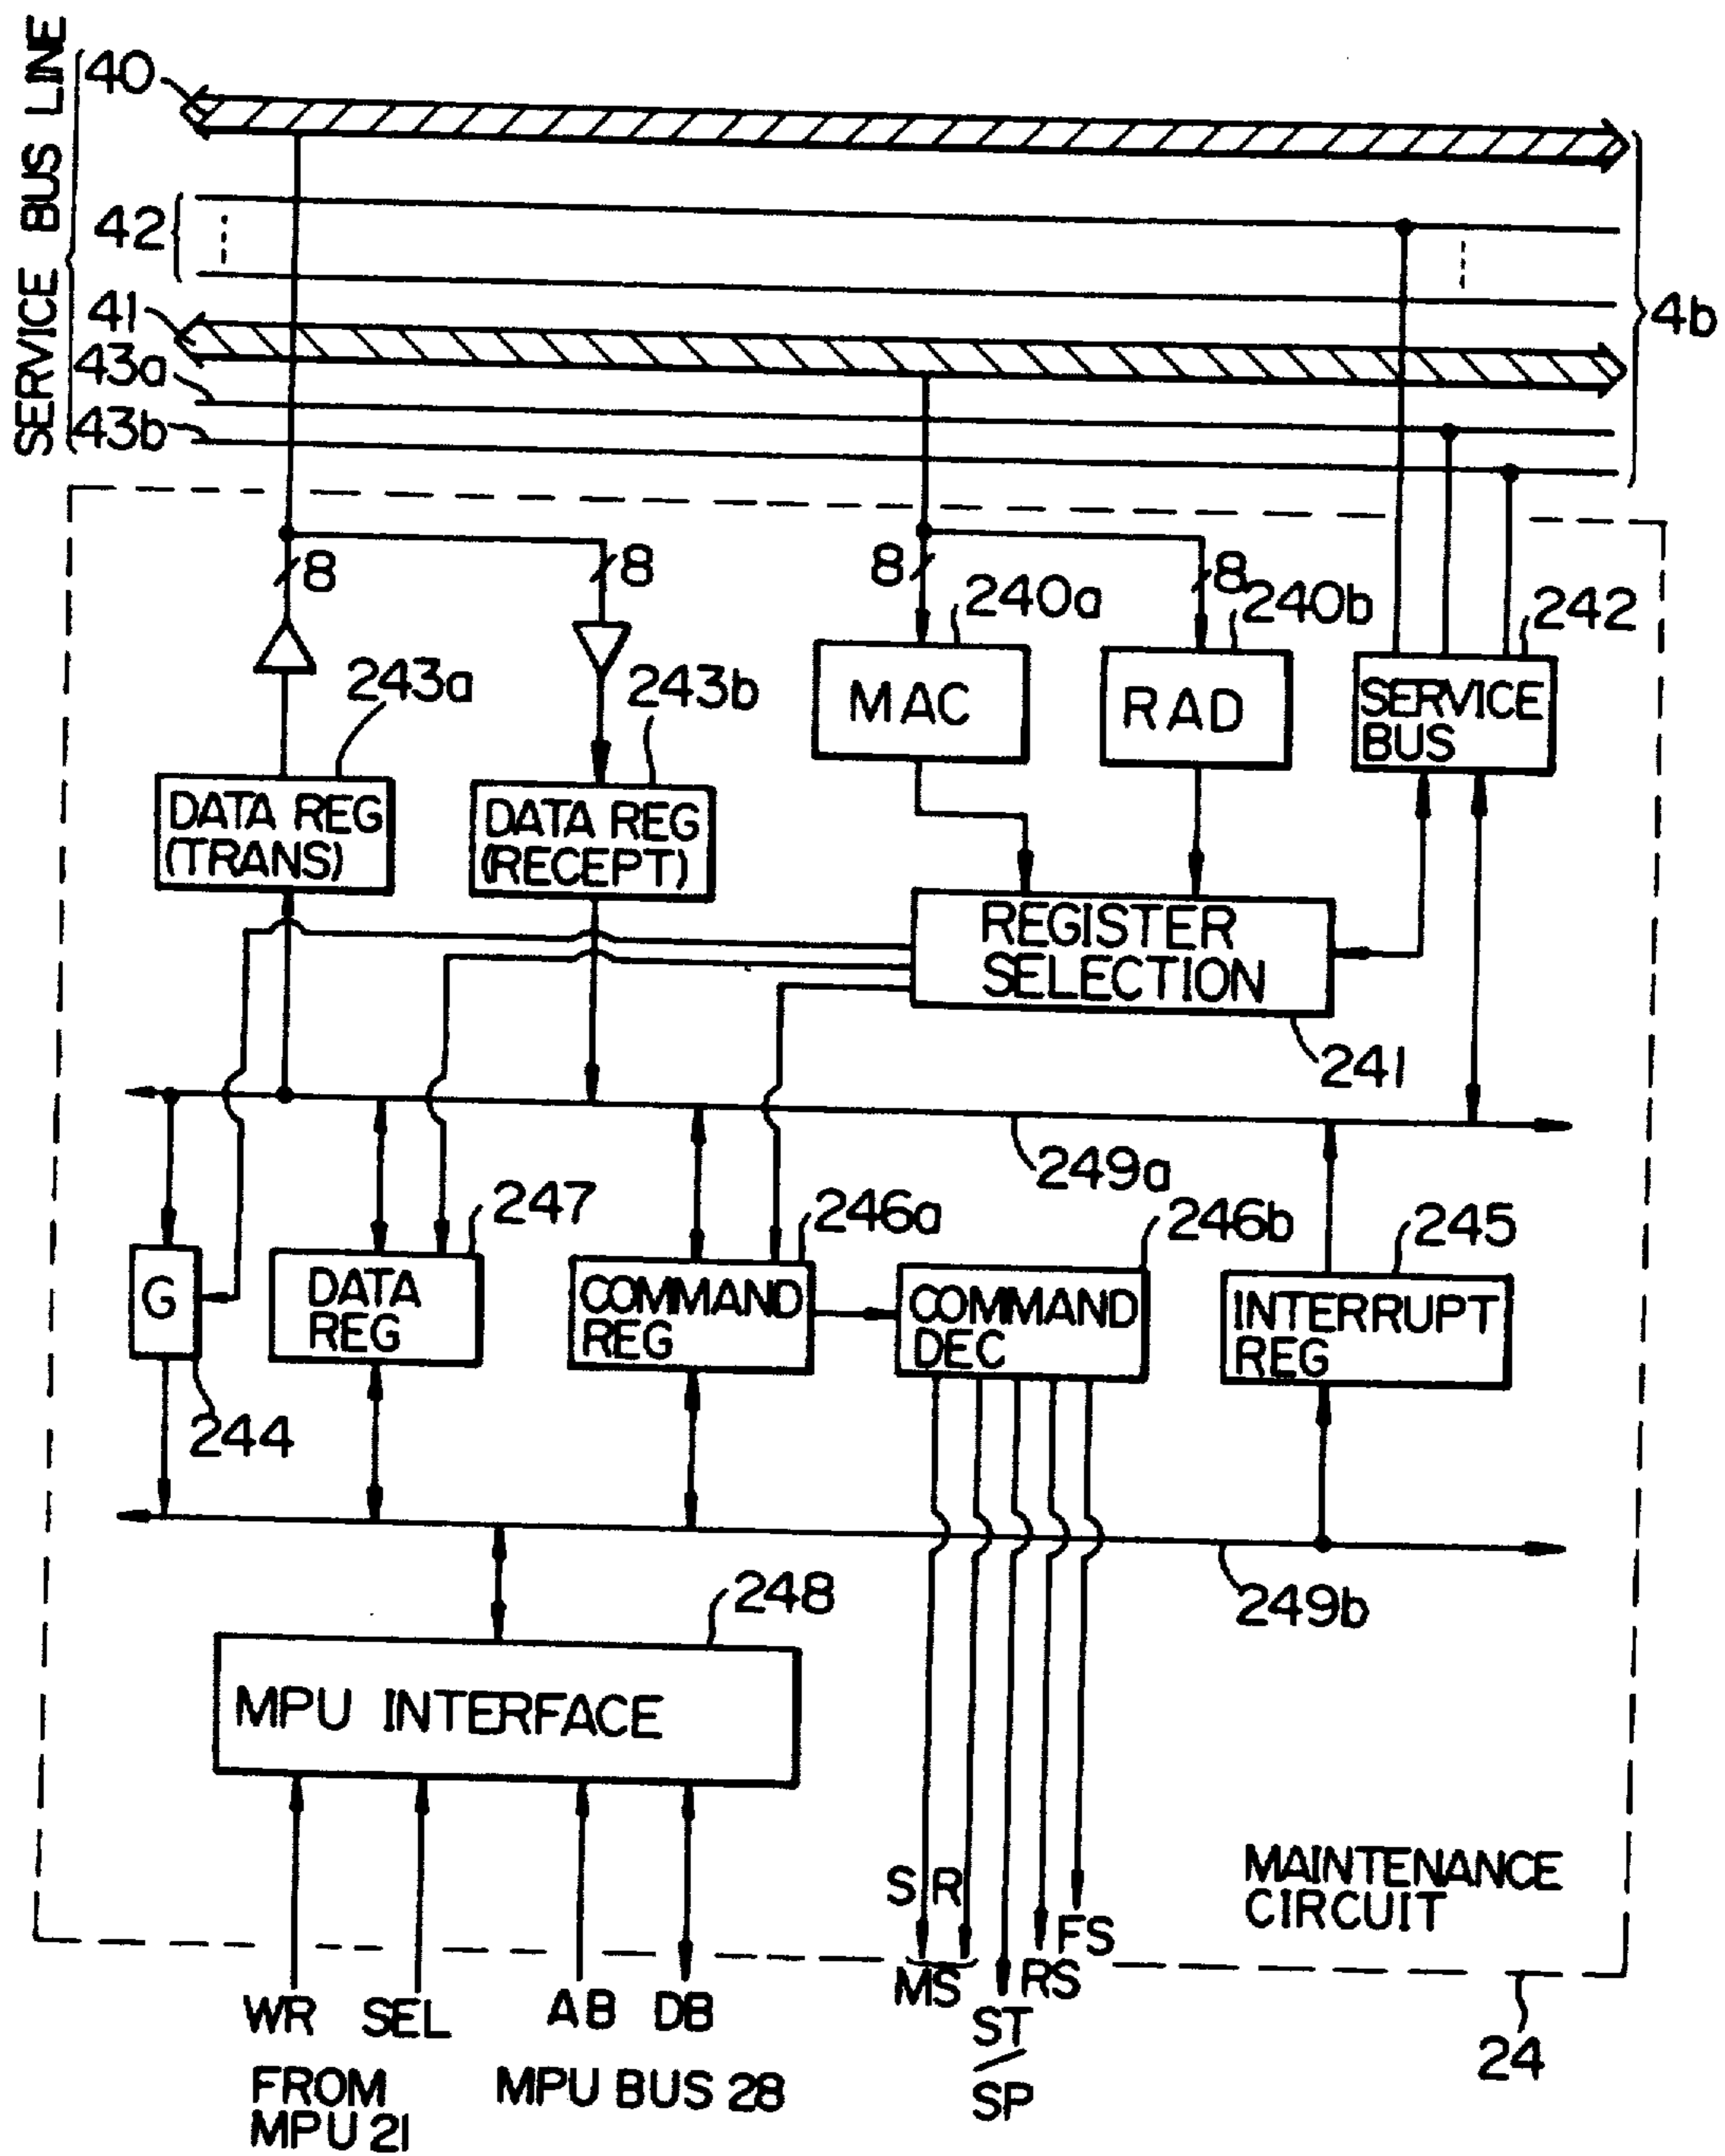 SERVICE BUS LINE
40
42
41
43a
43b
4b
8
8
8
8
240a
240b
242
243a
243b
MAC
RAD
SERVICE
BUS
DATA REG
(TRANS)
DATA REG
(RECEPT)
REGISTER
SELECTION
241
249a
247
246a
246b
245
G
DATA
REG
COMMAND
REG
COMMAND
DEC
INTERRUPT
REG
244
249b
248
MPU INTERFACE
MAINTENANCE
CIRCUIT
S
R
FS
MS
RS
WR
SEL
AB
DB
ST
/
SP
24
FROM
MPU 21
MPU BUS 28